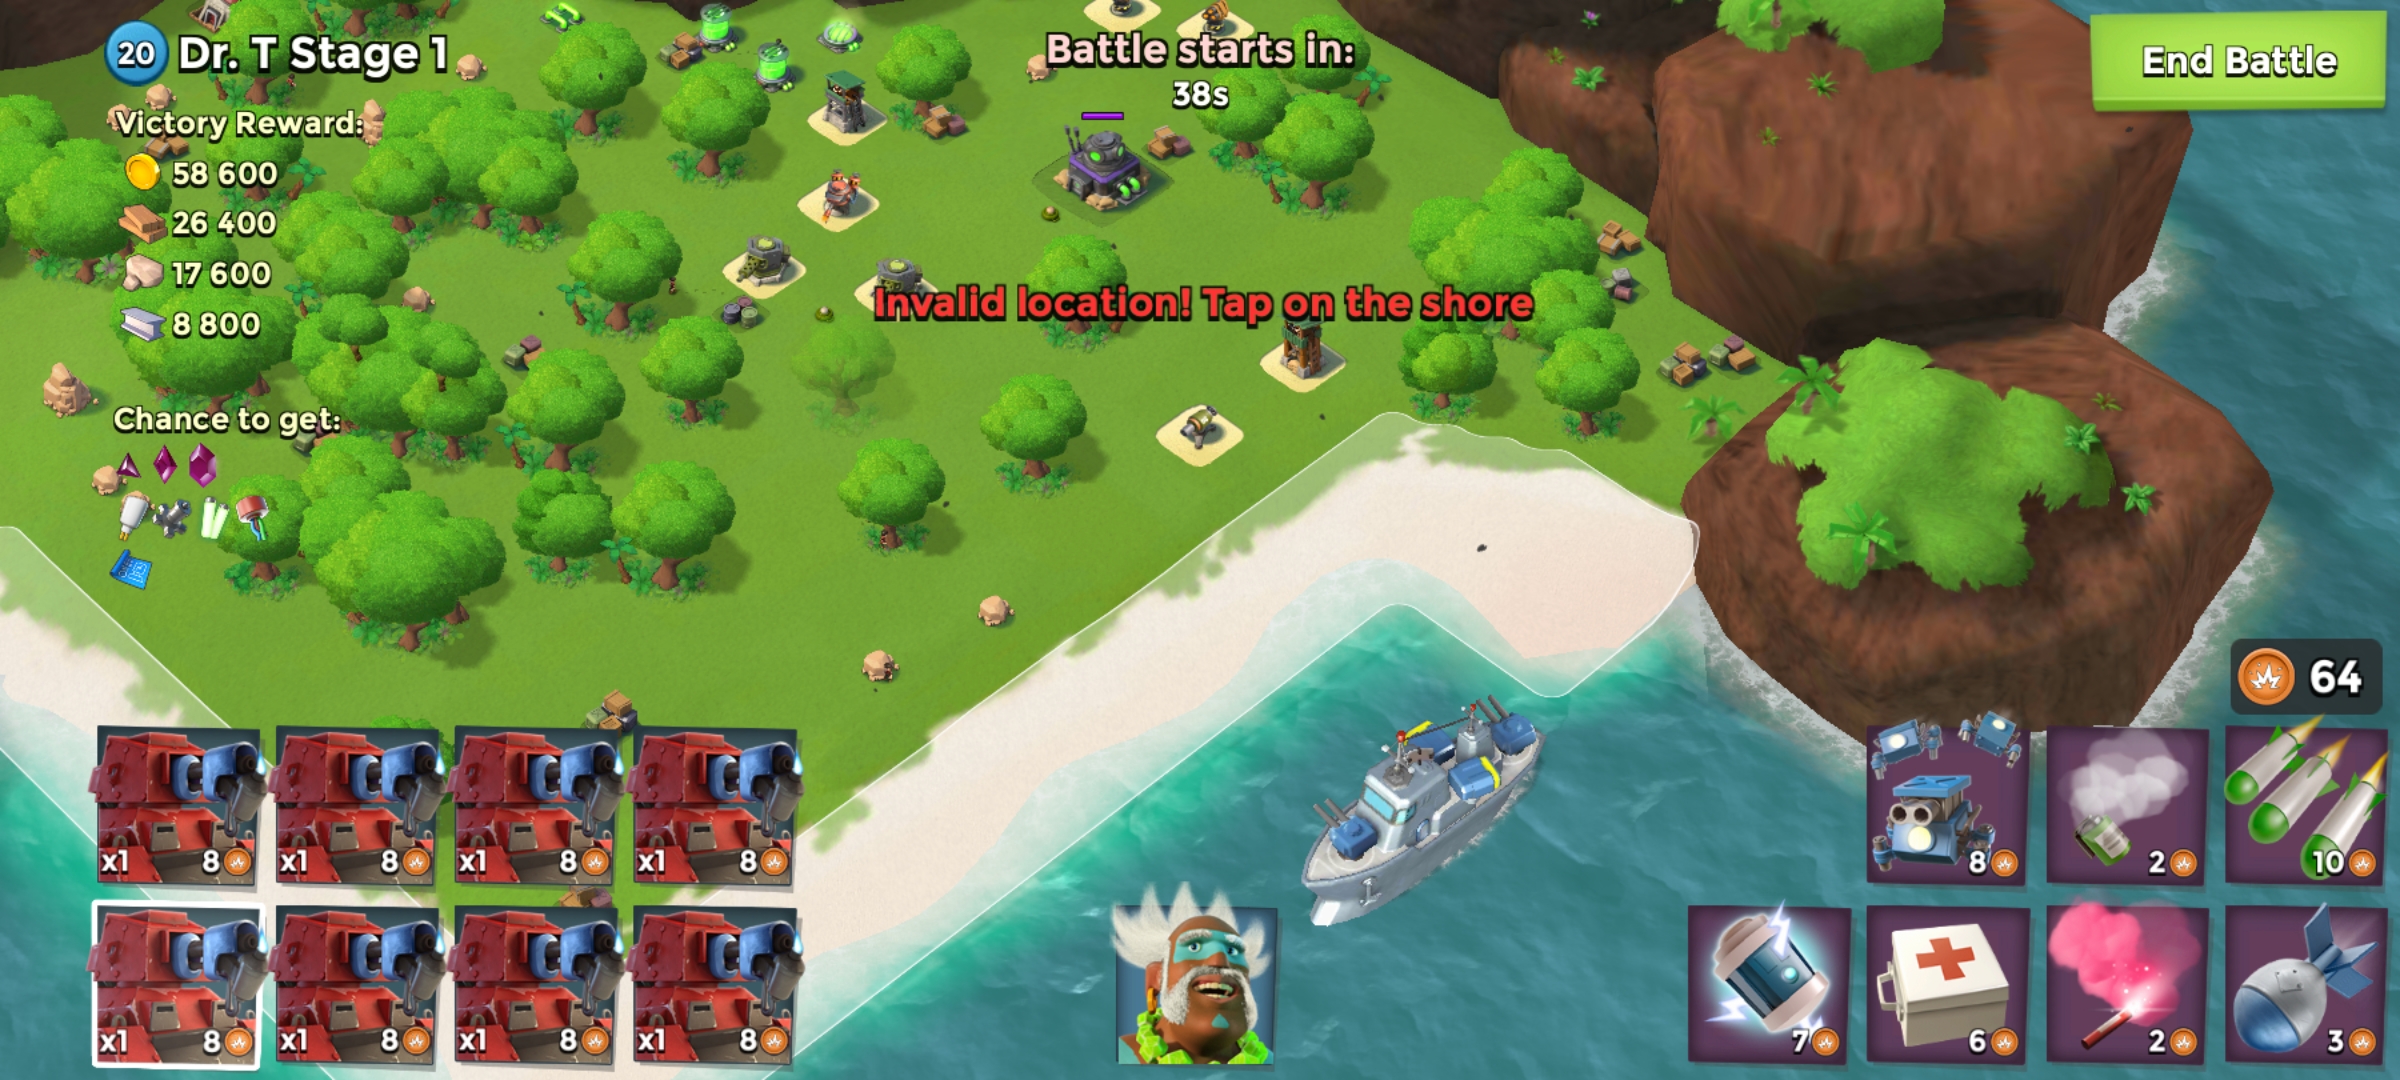 20 Dr. T Stage 1
Battle starts in:
38s
End Battle
Victory Reward:
58 600
26 400
17 600
8 800
Invalid location! Tap on the shore
Chance to get:
64
x1 8 x1 8 x1 8 x1 8
8 2 10
x1 8 x1 8 x1 8 x1 8
7 6 2 3